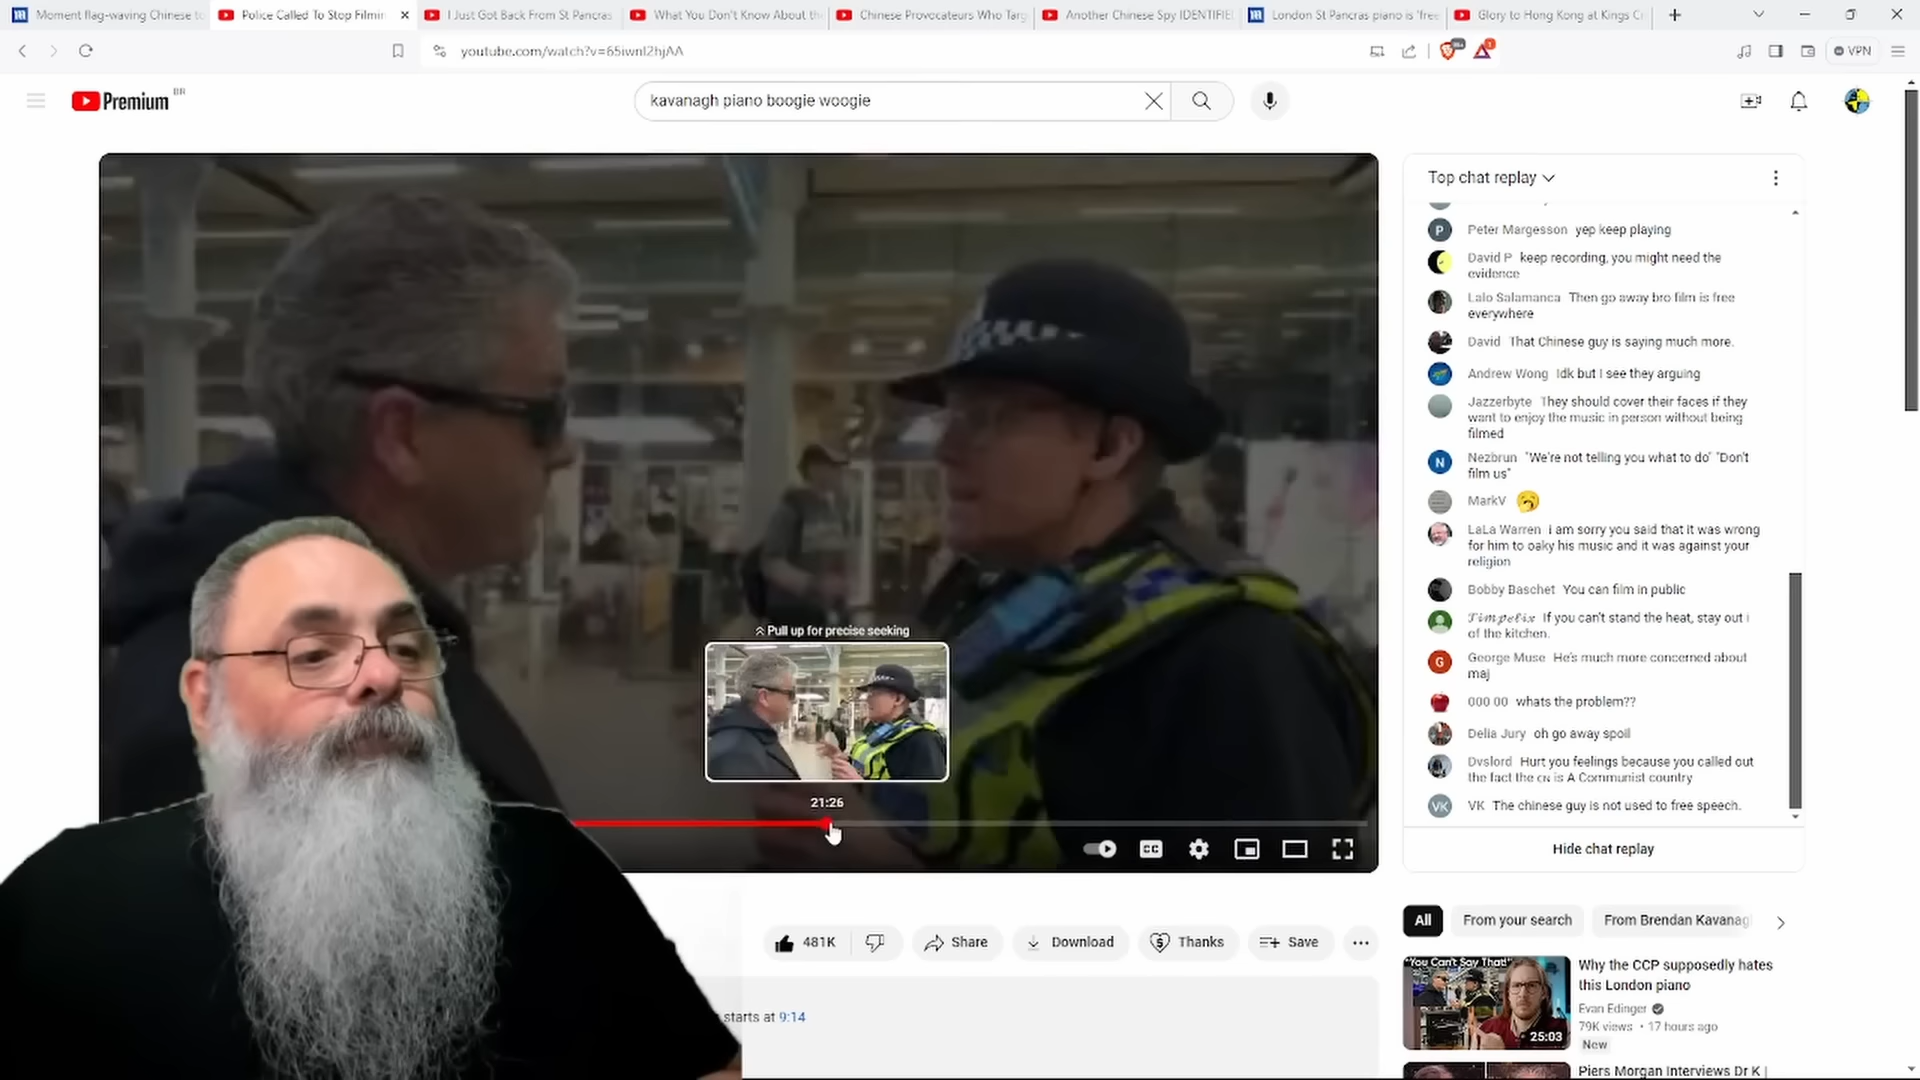 Moment flag-waving Chinese to
Police Called To Stop Filmin
I Just Got Back From St Pancras
What You Don't Know About th
Chinese Provocateurs Who Targ
Another Chinese Spy IDENTIFIE
London St Pancras piano is 'free
Glory to Hong Kong at Kings C
youtube.com/watch?v=65iwnI2hjAA
VPN
Premium
BR
kavanagh piano boogie woogie
Top chat replay
Peter Margesson yep keep playing
David P keep recording, you might need the
evidence
Lalo Salamanca Then go away bro film is free
everywhere
David That Chinese guy is saying much more.
Andrew Wong Idk but I see they arguing
Jazzerbyte They should cover their faces if they
want to enjoy the music in person without being
filmed
N
Nezbrun "We're not telling you what to do" "Don't
film us"
MarkV
LaLa Warren i am sorry you said that it was wrong
for him to oaky his music and it was against your
religion
Bobby Baschet You can film in public
𝒯𝒾𝓂𝓅ℯ𝓁𝒾𝓍 If you can't stand the heat, stay out i
of the kitchen.
G
George Muse He's much more concerned about
maj
000 00 whats the problem??
Delia Jury oh go away spoil
Dvslord Hurt you feelings because you called out
the fact the CN is A Communist country
VK
VK The chinese guy is not used to free speech.
Hide chat replay
Pull up for precise seeking
21:26
CC
481K
Share
Download
Thanks
Save
starts at 9:14
All
From your search
From Brendan Kavanag
"You Can't Say That!"
25:03
Why the CCP supposedly hates
this London piano
Evan Edinger
79K views • 17 hours ago
New
Piers Morgan Interviews Dr K |